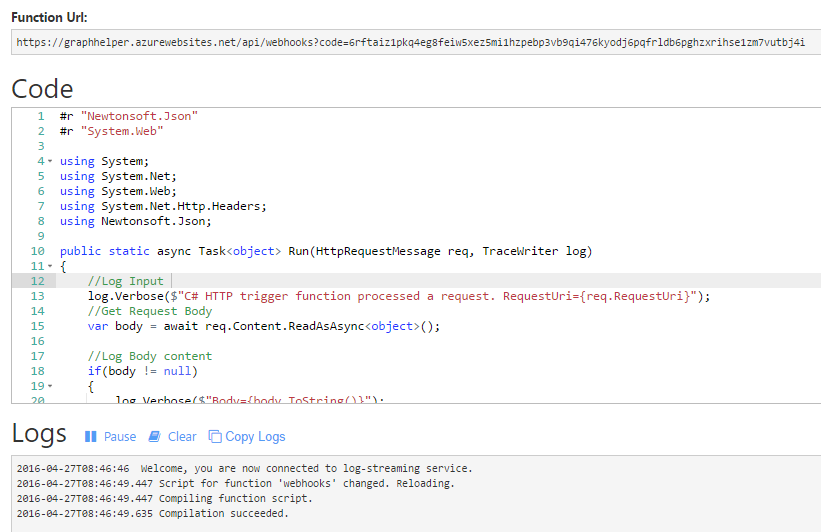 Function Url:
https://graphhelper.azurewebsites.net/api/webhooks?code=6rftaiz1pkq4eg8feiw5xez5mi1hzpebp3vb9qi476kyodj6pqfrldb6pghzxrihse1zm7vutbj4i
Code
1 #r "Newtonsoft.Json"
2 #r "System.Web"
3
4 using System;
5 using System.Net;
6 using System.Web;
7 using System.Net.Http.Headers;
8 using Newtonsoft.Json;
9
10 public static async Task<object> Run(HttpRequestMessage req, TraceWriter log)
11 {
12 //Log Input
13 log.Verbose($"C# HTTP trigger function processed a request. RequestUri={req.RequestUri}");
14 //Get Request Body
15 var body = await req.Content.ReadAsAsync<object>();
16
17 //Log Body content
18 if(body != null)
19 {
20 log.Verbose($"Body={body.ToString()}");
Logs Pause Clear Copy Logs
2016-04-27T08:46:46 Welcome, you are now connected to log-streaming service.
2016-04-27T08:46:49.447 Script for function 'webhooks' changed. Reloading.
2016-04-27T08:46:49.447 Compiling function script.
2016-04-27T08:46:49.635 Compilation succeeded.